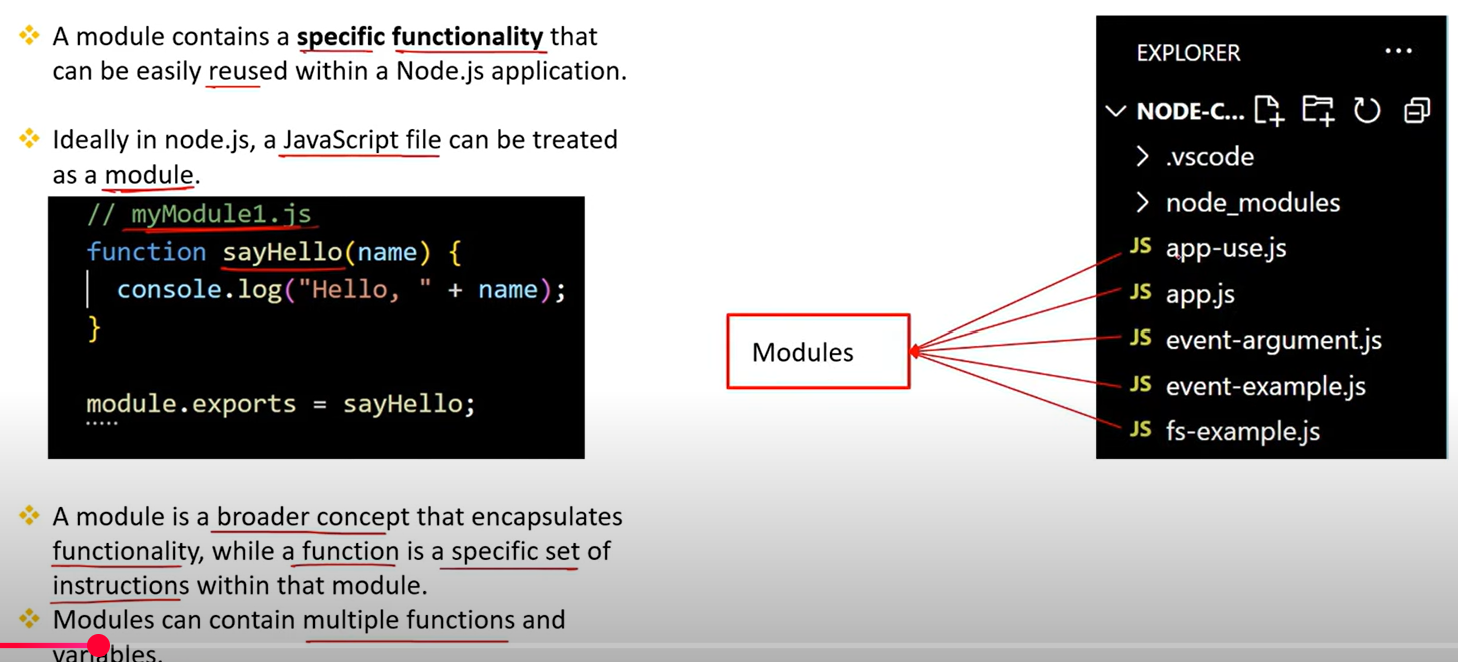 A module contains a specific functionality that
can be easily reused within a Node.js application.
Ideally in node.js, a JavaScript file can be treated
as a module.
// myModule1.js
function sayHello(name) {
console.log("Hello, " + name);
}
module.exports = sayHello;
A module is a broader concept that encapsulates
functionality, while a function is a specific set of
instructions within that module.
Modules can contain multiple functions and
variables.
Modules
EXPLORER
NODE-C...
.vscode
node_modules
JS app-use.js
JS app.js
JS event-argument.js
JS event-example.js
JS fs-example.js